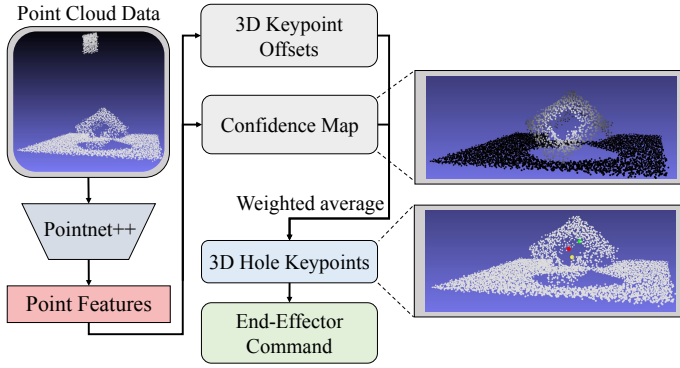 Point Cloud Data
Pointnet++
Point Features
3D Keypoint
Offsets
Confidence Map
Weighted average
3D Hole Keypoints
End-Effector
Command